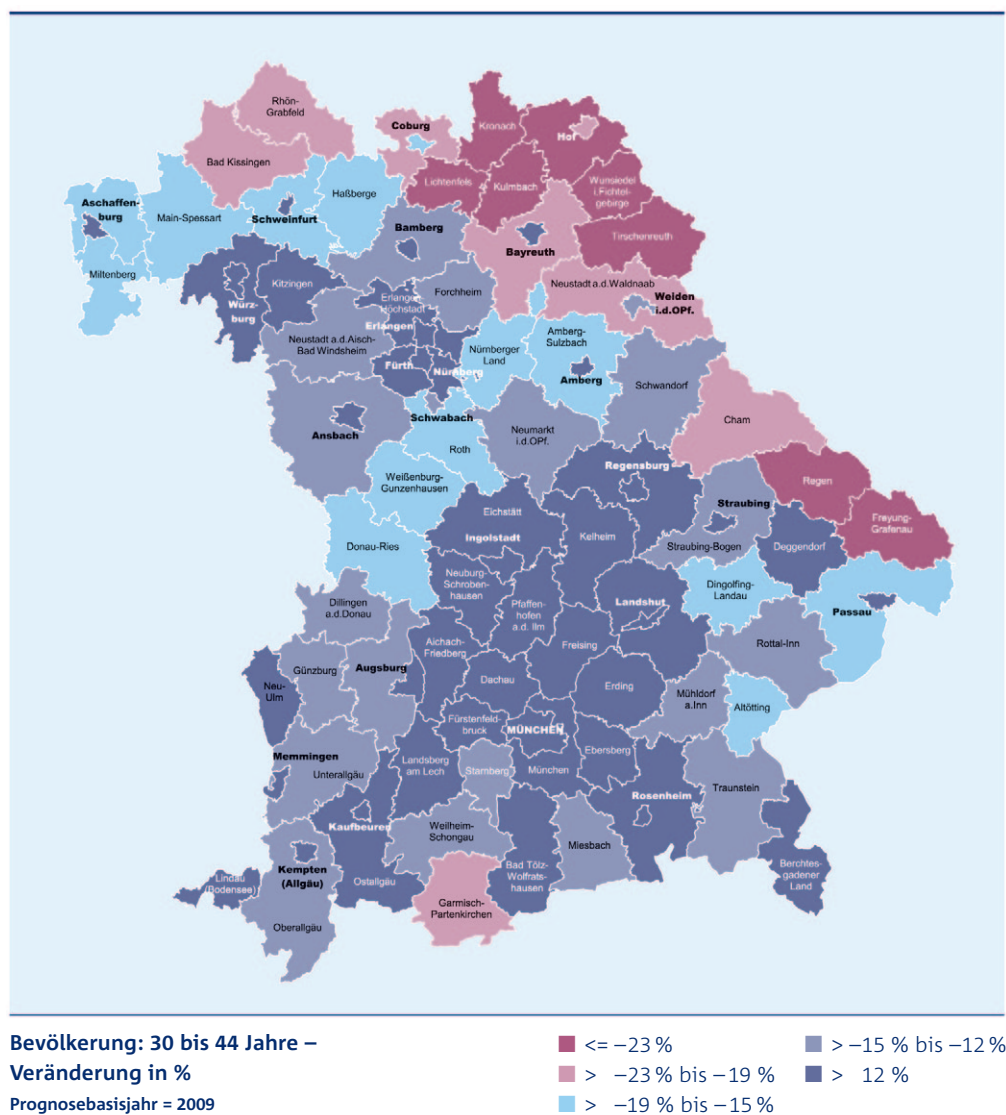 Rhön-
Grabfeld
Bad Kissingen
Coburg
Kronach
Hof
Lichtenfels
Kulmbach
Wunsiedel
i.Fichtel-
gebirge
Tirschenreuth
Aschaffen-
burg
Main-Spessart
Schweinfurt
Haßberge
Bamberg
Bayreuth
Miltenberg
Würz-
burg
Kitzingen
Erlangen-
Höchstadt
Forchheim
Neustadt a.d.Waldnaab
Weiden
i.d.OPf.
Erlangen
Neustadt a.d.Aisch-
Bad Windsheim
Fürth
Nürnberg
Nürnberger
Land
Amberg-
Sulzbach
Amberg
Schwandorf
Cham
Ansbach
Schwabach
Roth
Neumarkt
i.d.OPf.
Regensburg
Regen
Weißenburg-
Gunzenhausen
Eichstätt
Ingolstadt
Kelheim
Straubing
Straubing-Bogen
Deggendorf
Freyung-
Grafenau
Donau-Ries
Neuburg-
Schroben-
hausen
Pfaffen-
hofen
a.d. Ilm
Landshut
Dingolfing-
Landau
Passau
Dillingen
a.d.Donau
Aichach-
Friedberg
Freising
Rottal-Inn
Günzburg
Augsburg
Neu-
Ulm
Dachau
Erding
Mühldorf
a.Inn
Altötting
Fürstenfeld-
bruck
MÜNCHEN
Ebersberg
Memmingen
Unterallgäu
Landsberg
am Lech
Starnberg
München
Rosenheim
Traunstein
Kaufbeuren
Weilheim-
Schongau
Miesbach
Bad Tölz-
Wolfrats-
hausen
Berchtes-
gadener
Land
Kempten
(Allgäu)
Lindau
(Bodensee)
Ostallgäu
Garmisch-
Partenkirchen
Oberallgäu
Bevölkerung: 30 bis 44 Jahre –
Veränderung in %
Prognosebasisjahr = 2009
<= –23 %
> –23 % bis –19 %
> –19 % bis –15 %
> –15 % bis –12 %
> 12 %